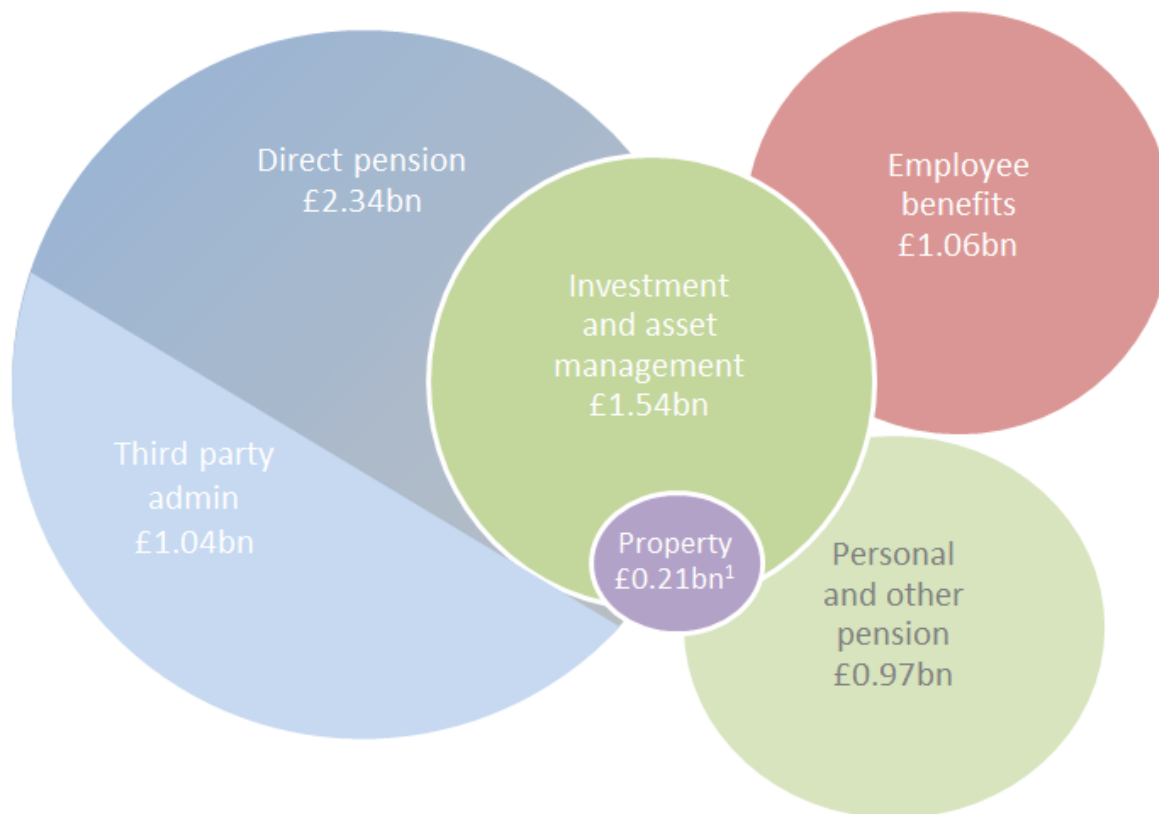 Direct pension
£2.34bn
Employee
benefits
£1.06bn
Investment
and asset
management
£1.54bn
Third party
admin
£1.04bn
Property
£0.21bn¹
Personal
and other
pension
£0.97bn